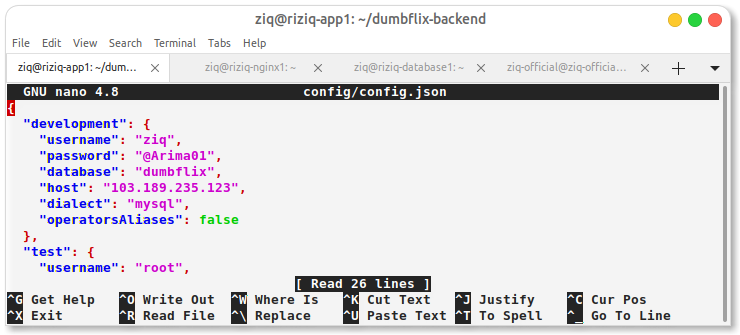 ziq@riziq-app1: ~/dumbflix-backend
File Edit View Search Terminal Tabs Help
ziq@riziq-app1: ~/dum... ziq@riziq-nginx1: ~ ziq@riziq-database1: ~ ziq-official@ziq-officia...
GNU nano 4.8 config/config.json
{
"development": {
"username": "ziq",
"password": "@Arima01",
"database": "dumbflix",
"host": "103.189.235.123",
"dialect": "mysql",
"operatorsAliases": false
},
"test": {
"username": "root",
[ Read 26 lines ]
^G Get Help ^O Write Out ^W Where Is ^K Cut Text ^J Justify ^C Cur Pos
^X Exit ^R Read File ^\ Replace ^U Paste Text ^T To Spell ^_ Go To Line